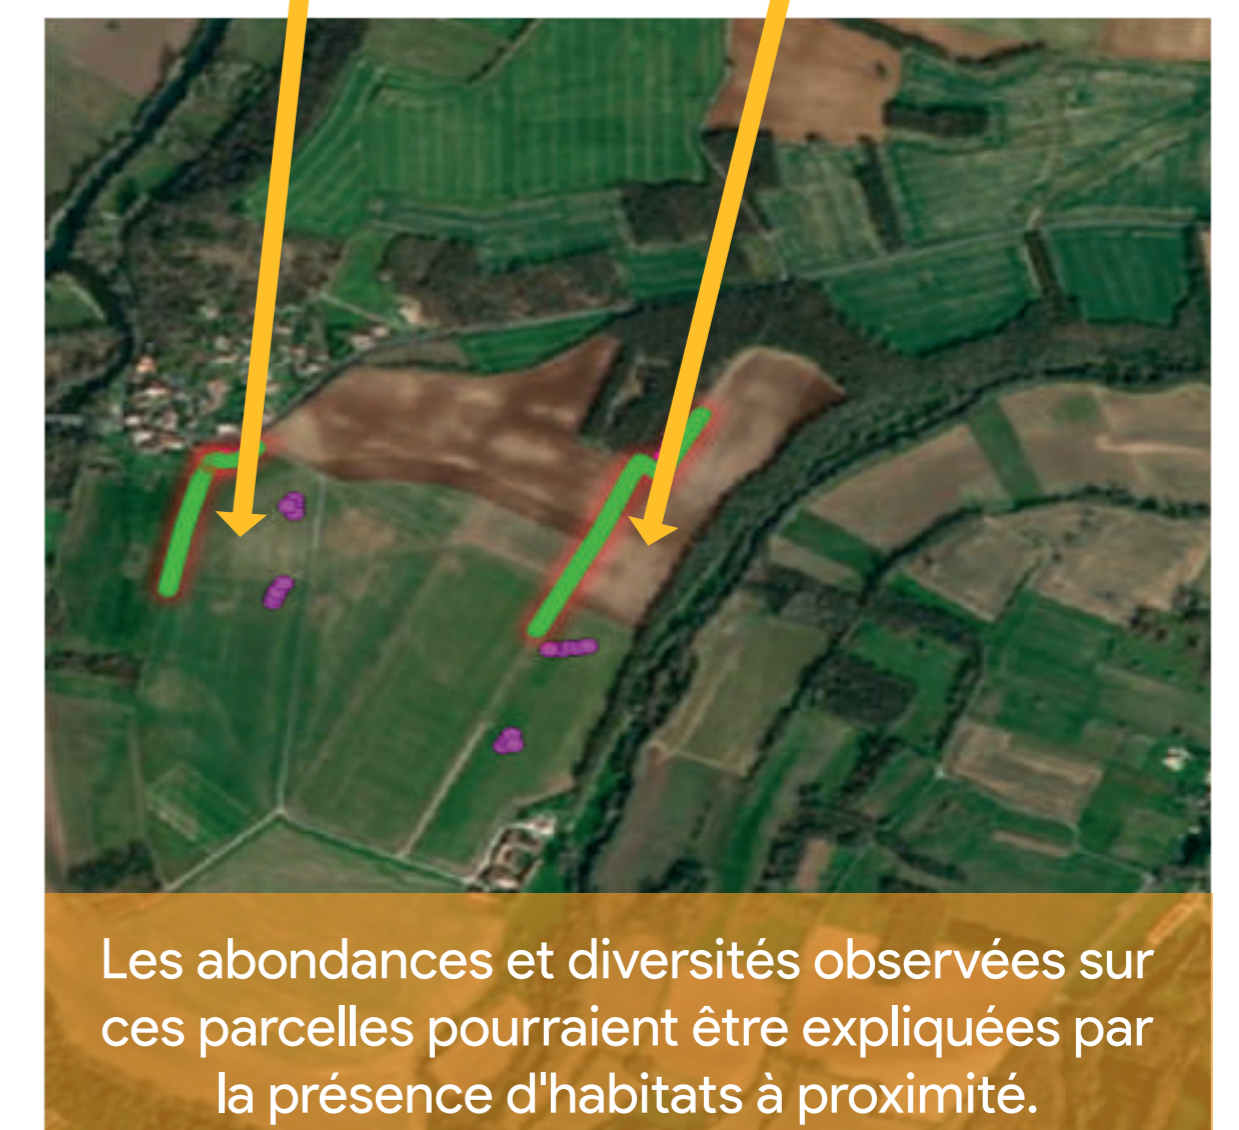 Les abondances et diversités observées sur
ces parcelles pourraient être expliquées par
la présence d'habitats à proximité.